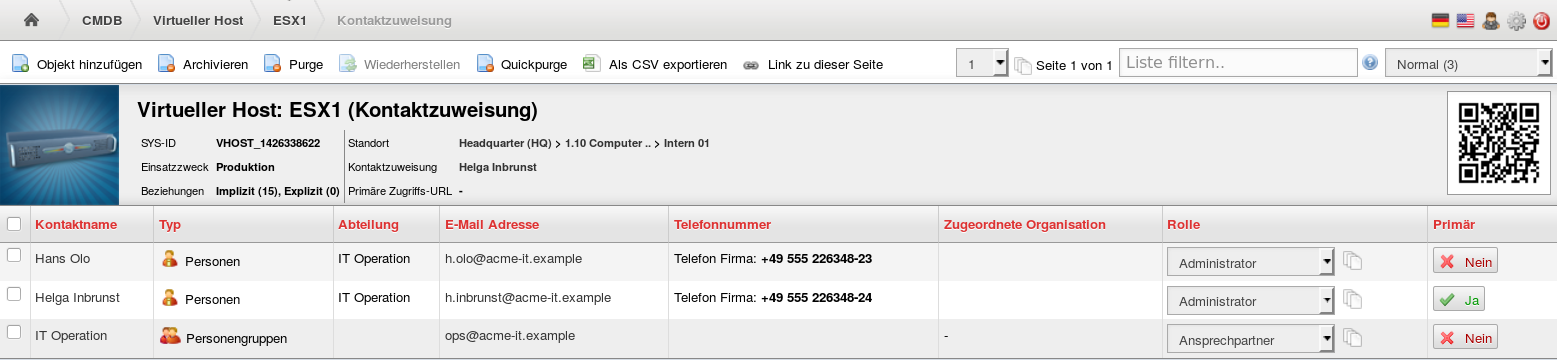 CMDB Virtueller Host ESX1 Kontaktzuweisung
Objekt hinzufügen Archivieren Purge Wiederherstellen Quickpurge Als CSV exportieren Link zu dieser Seite 1 Seite 1 von 1 Liste filtern.. Normal (3)
Virtueller Host: ESX1 (Kontaktzuweisung)
SYS-ID VHOST_1426338622 Standort Headquarter (HQ) > 1.10 Computer .. > Intern 01
Einsatzzweck Produktion Kontaktzuweisung Helga Inbrunst
Beziehungen Implizit (15), Explizit (0) Primäre Zugriffs-URL -
Kontaktname Typ Abteilung E-Mail Adresse Telefonnummer Zugeordnete Organisation Rolle Primär
Hans Olo Personen IT Operation h.olo@acme-it.example Telefon Firma: +49 555 226348-23 Administrator Nein
Helga Inbrunst Personen IT Operation h.inbrunst@acme-it.example Telefon Firma: +49 555 226348-24 Administrator Ja
IT Operation Personengruppen ops@acme-it.example - Ansprechpartner Nein